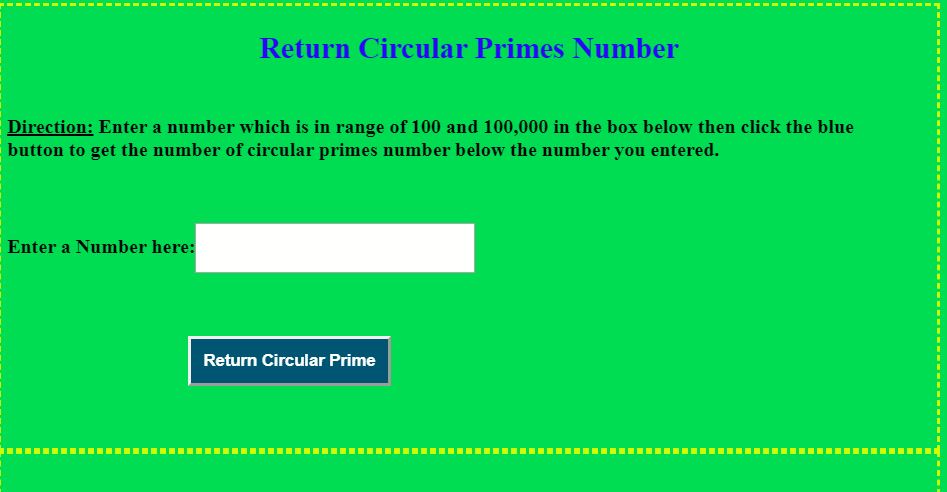 Return Circular Primes Number
Direction: Enter a number which is in range of 100 and 100,000 in the box below then click the blue
button to get the number of circular primes number below the number you entered.
Enter a Number here:
Return Circular Prime